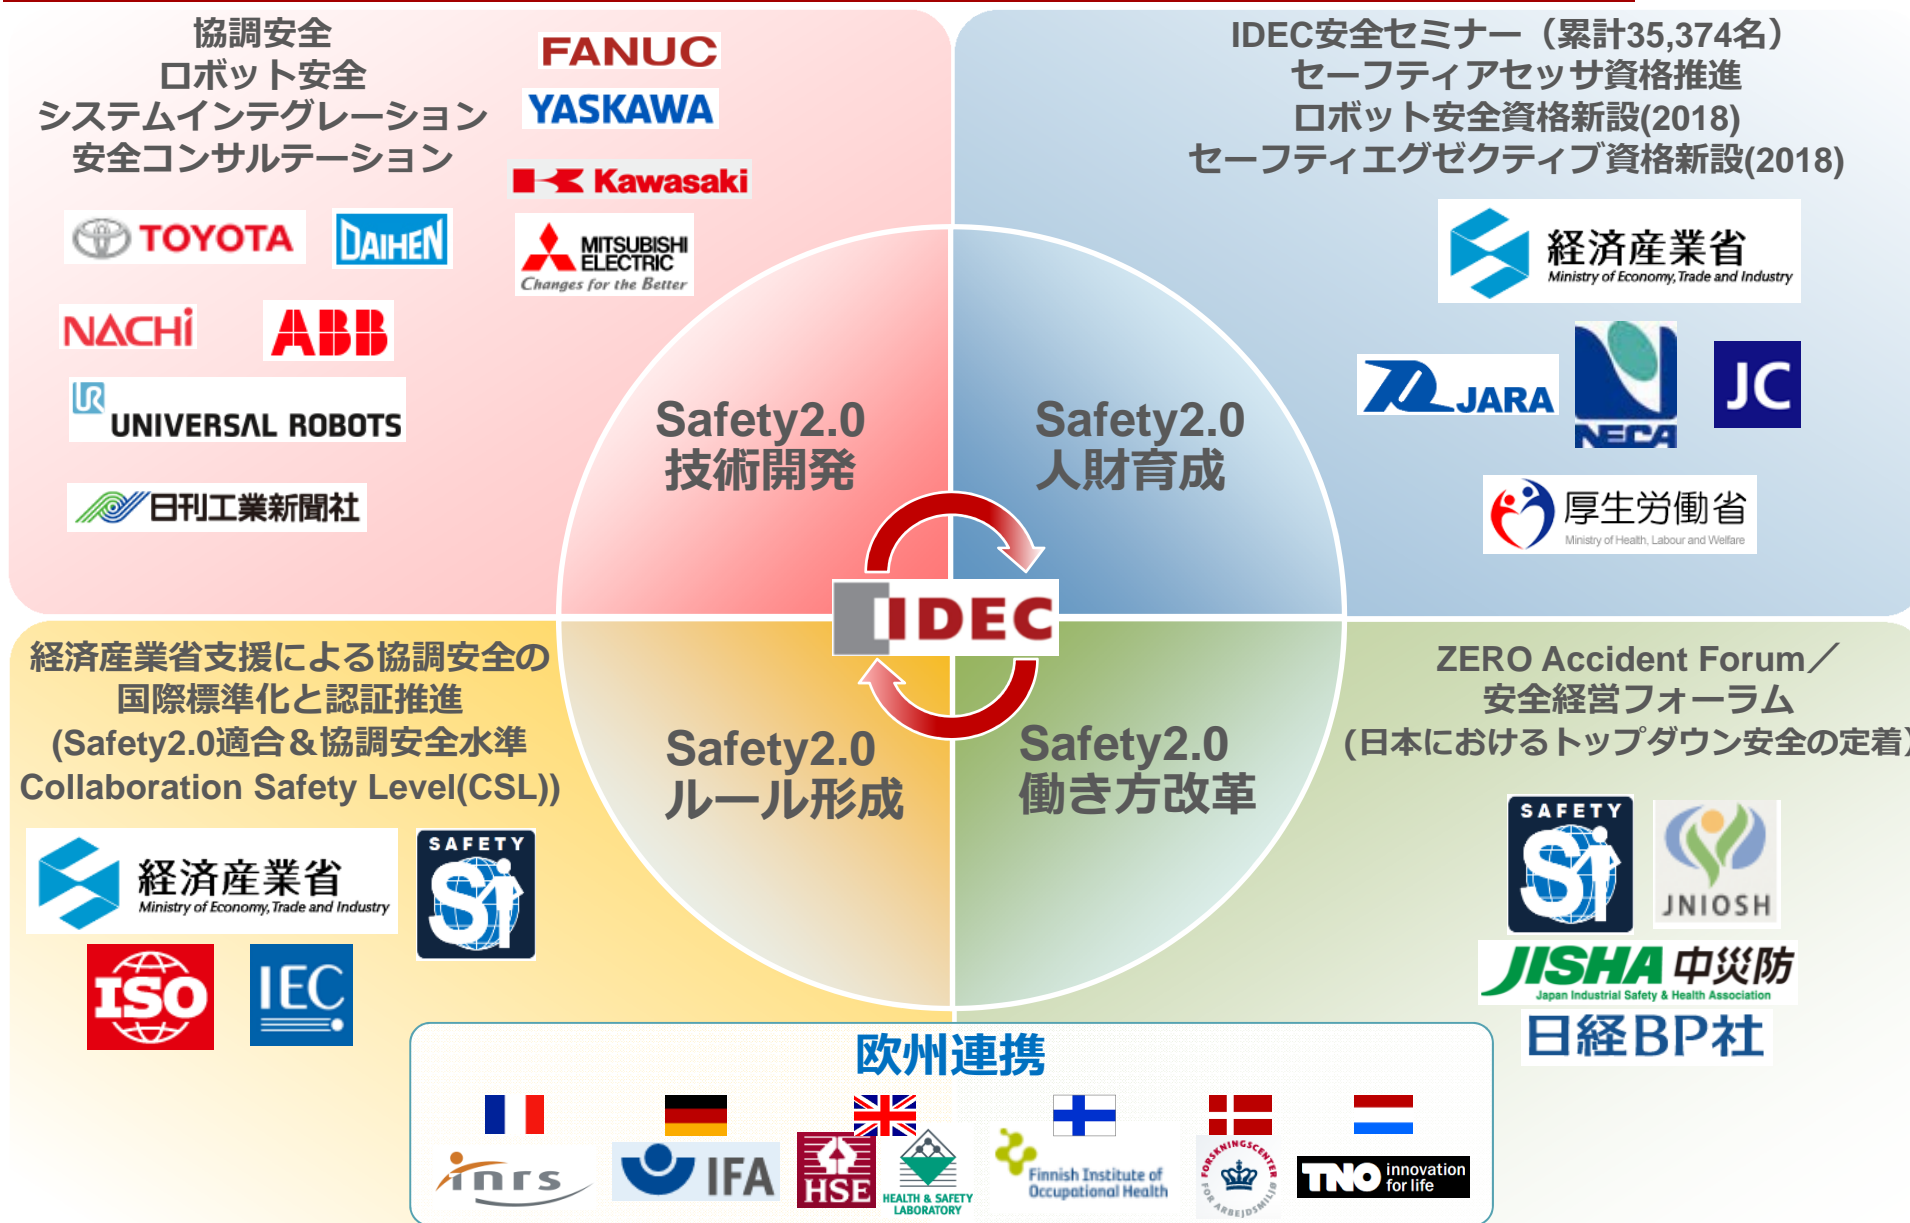 協調安全
ロボット安全
システムインテグレーション
安全コンサルテーション
FANUC
YASKAWA
Kawasaki
TOYOTA
DAIHEN
MITSUBISHI
ELECTRIC
Changes for the Better
NACHi
ABB
UR
UNIVERSAL ROBOTS
日刊工業新聞社
Safety2.0
技術開発
IDEC安全セミナー（累計35,374名）
セーフティアセッサ資格推進
ロボット安全資格新設(2018)
セーフティエグゼクティブ資格新設(2018)
経済産業省
Ministry of Economy, Trade and Industry
JARA
NECA
JC
厚生労働省
Ministry of Health, Labour and Welfare
Safety2.0
人財育成
IDEC
経済産業省支援による協調安全の
国際標準化と認証推進
(Safety2.0適合＆協調安全水準
Collaboration Safety Level(CSL))
経済産業省
Ministry of Economy, Trade and Industry
SAFETY
Si
ISO
IEC
Safety2.0
ルール形成
Safety2.0
働き方改革
ZERO Accident Forum／
安全経営フォーラム
(日本におけるトップダウン安全の定着)
SAFETY
Si
JNIOSH
JISHA 中災防
Japan Industrial Safety & Health Association
日経BP社
欧州連携
inrs
IFA
HSE
HEALTH & SAFETY
LABORATORY
Finnish Institute of
Occupational Health
FORSKNINGSCENTER
FOR ARBEJDSMILJØ
TNO innovation
for life